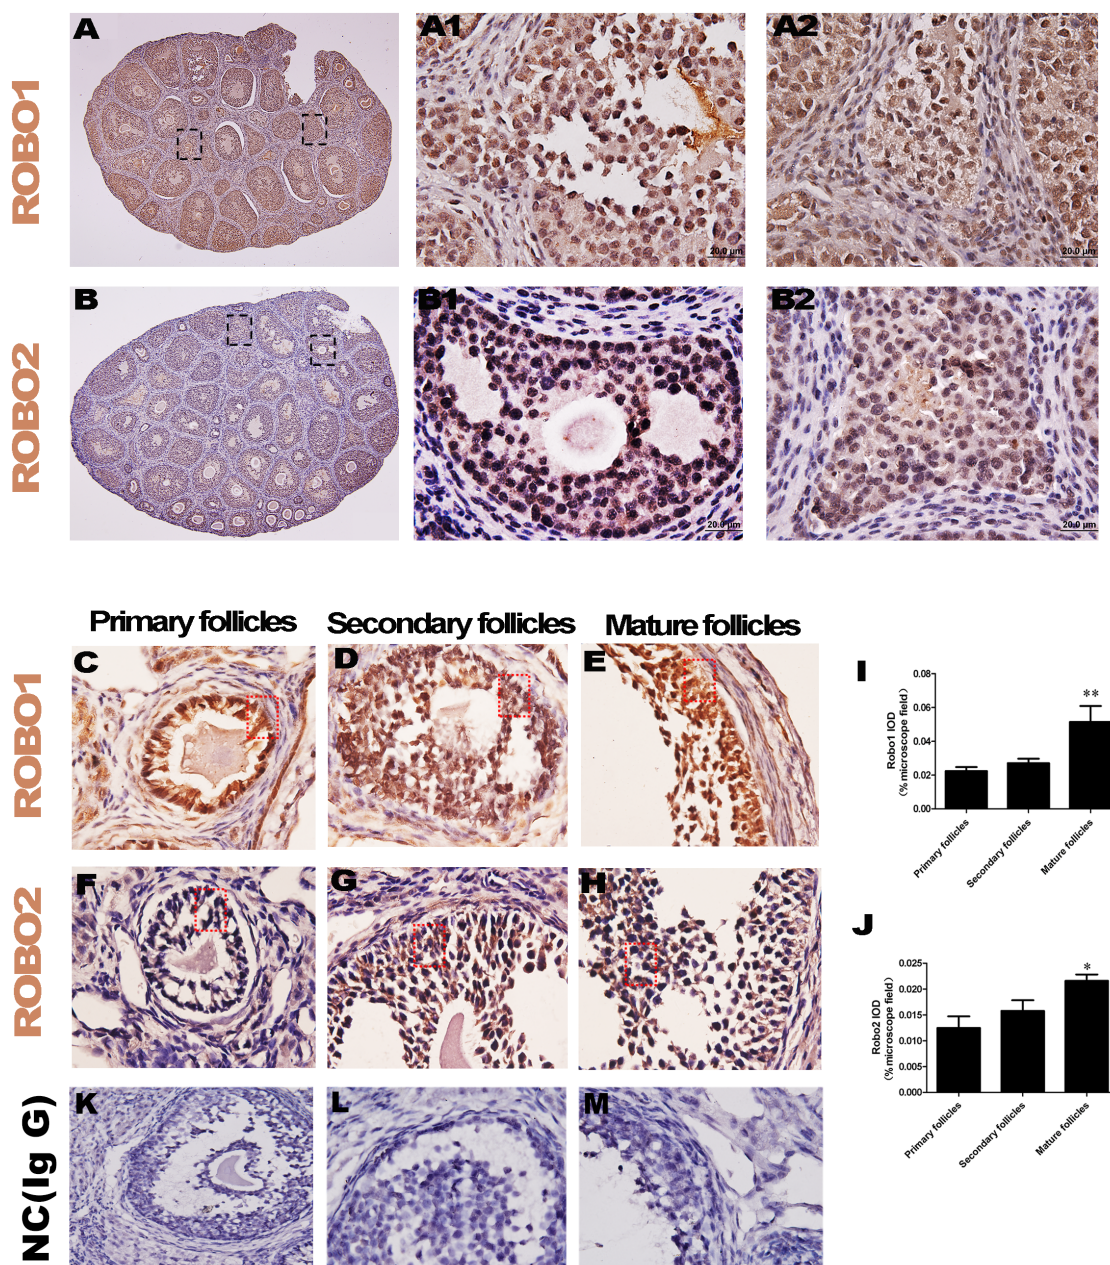 A
A1
A2
ROBO1
20.0 μm
20.0 μm
B
B1
B2
ROBO2
20.0 μm
20.0 μm
Primary follicles
Secondary follicles
Mature follicles
C
D
E
ROBO1
F
G
H
ROBO2
K
L
M
NC(Ig G)
I
Robo1 IOD
(% microscope field)
0.08
0.06
0.04
0.02
0.00
**
Primary follicles
Secondary follicles
Mature follicles
J
Robo2 IOD
(% microscope field)
0.025
0.020
0.015
0.010
0.005
0.000
*
Primary follicles
Secondary follicles
Mature follicles